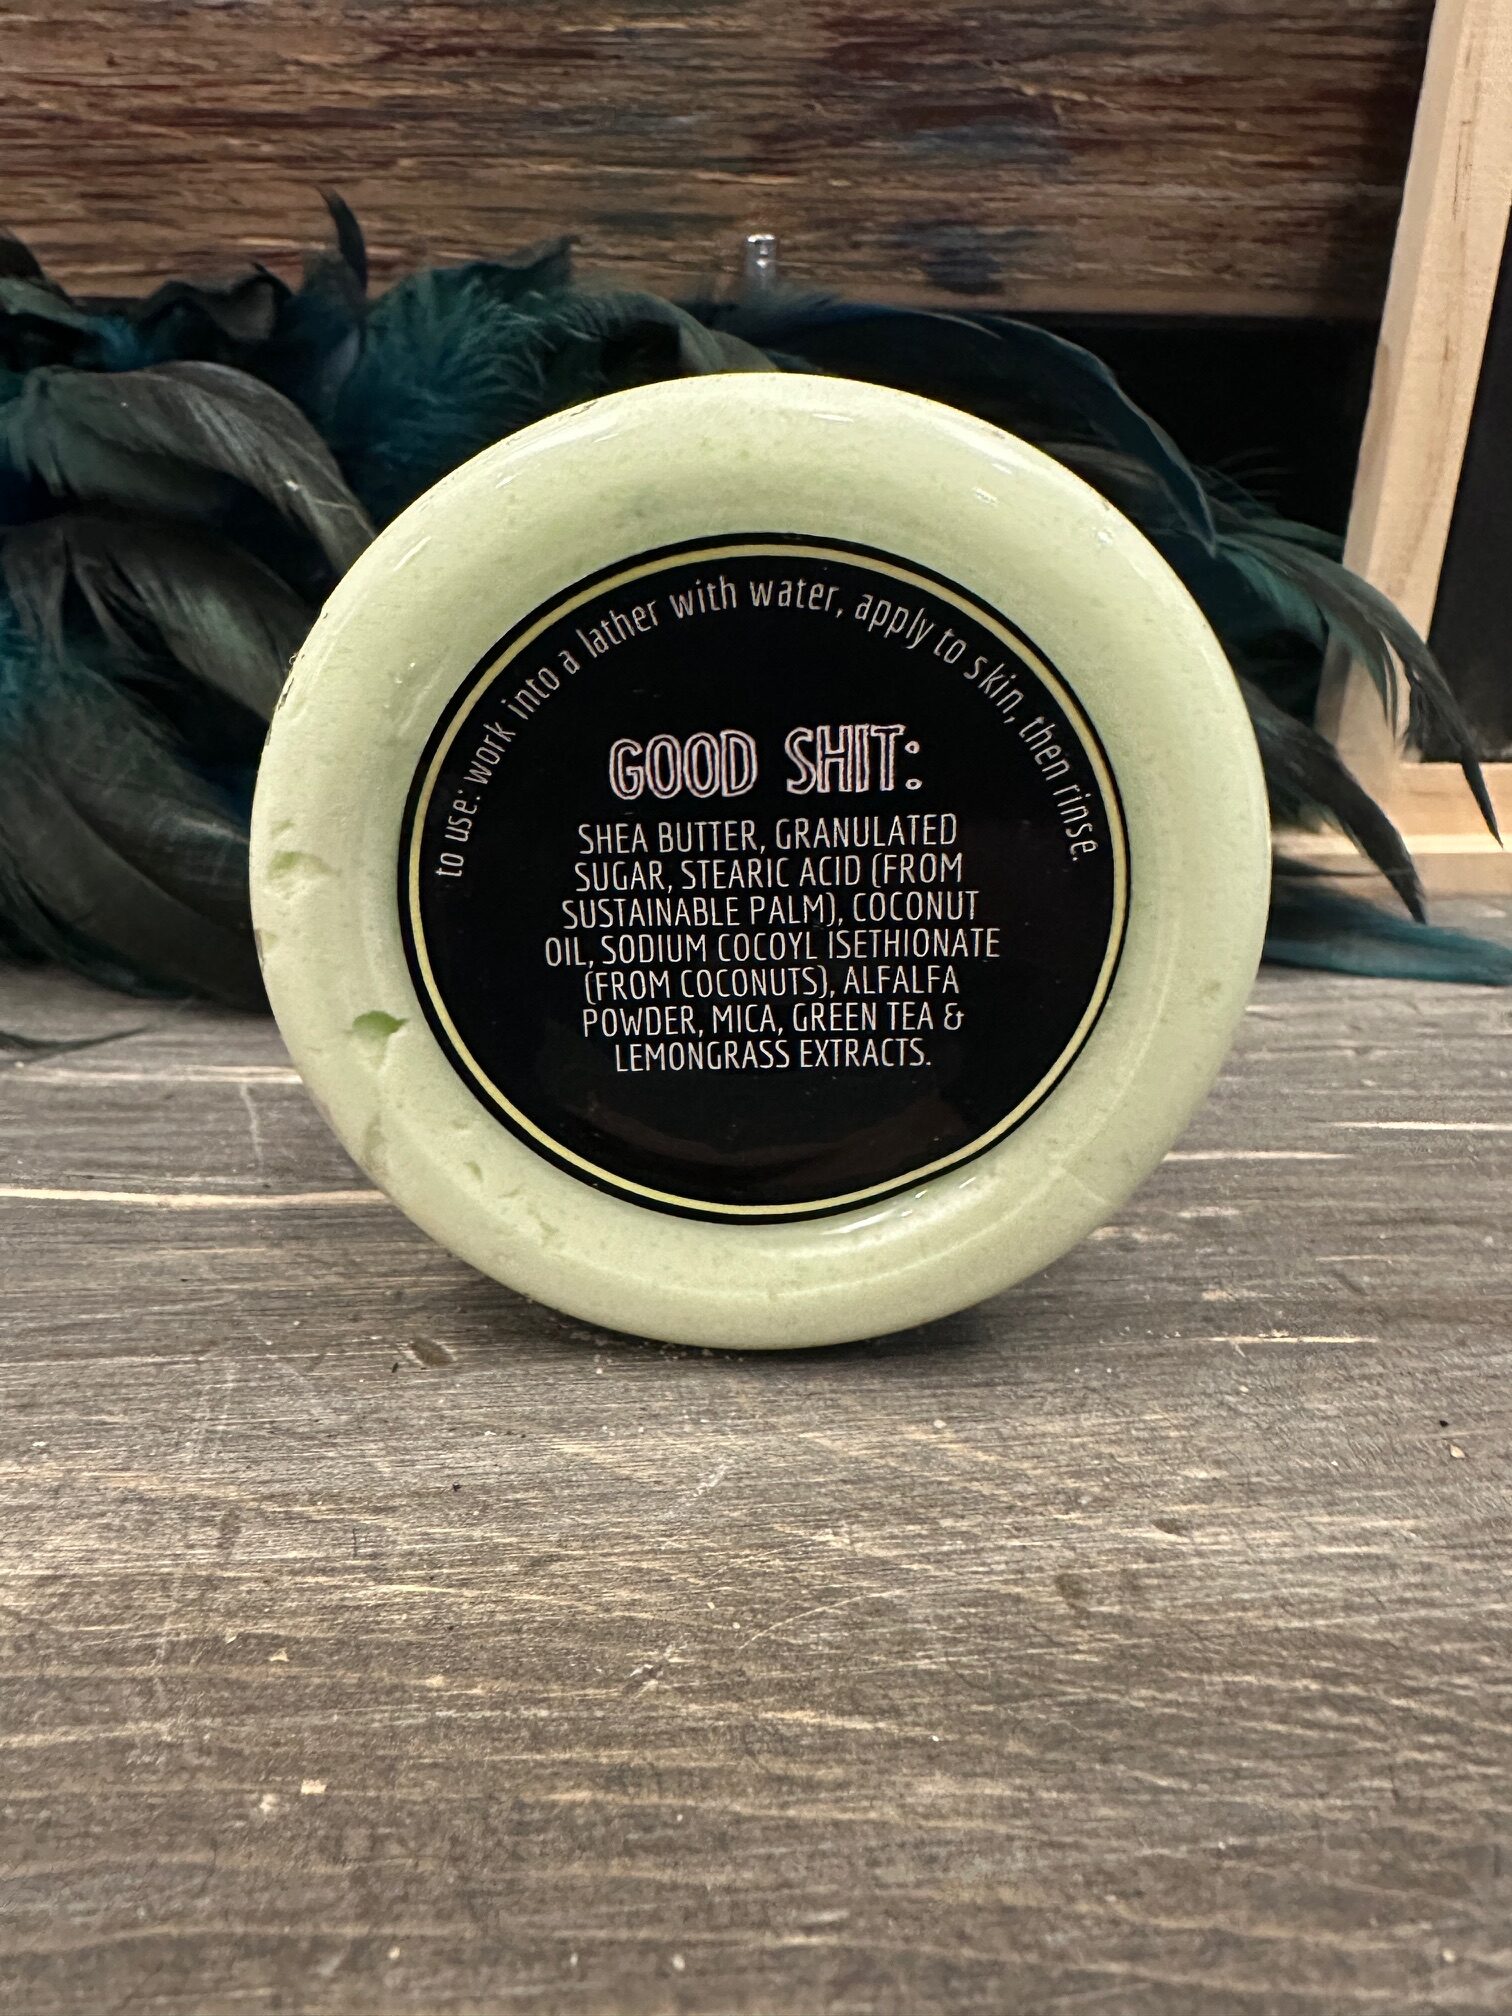 to use: work into a lather with water, apply to skin, then rinse.
GOOD SHIT:
SHEA BUTTER, GRANULATED
SUGAR, STEARIC ACID (FROM
SUSTAINABLE PALM), COCONUT
OIL, SODIUM COCOYL ISETHIONATE
(FROM COCONUTS), ALFALFA
POWDER, MICA, GREEN TEA &
LEMONGRASS EXTRACTS.